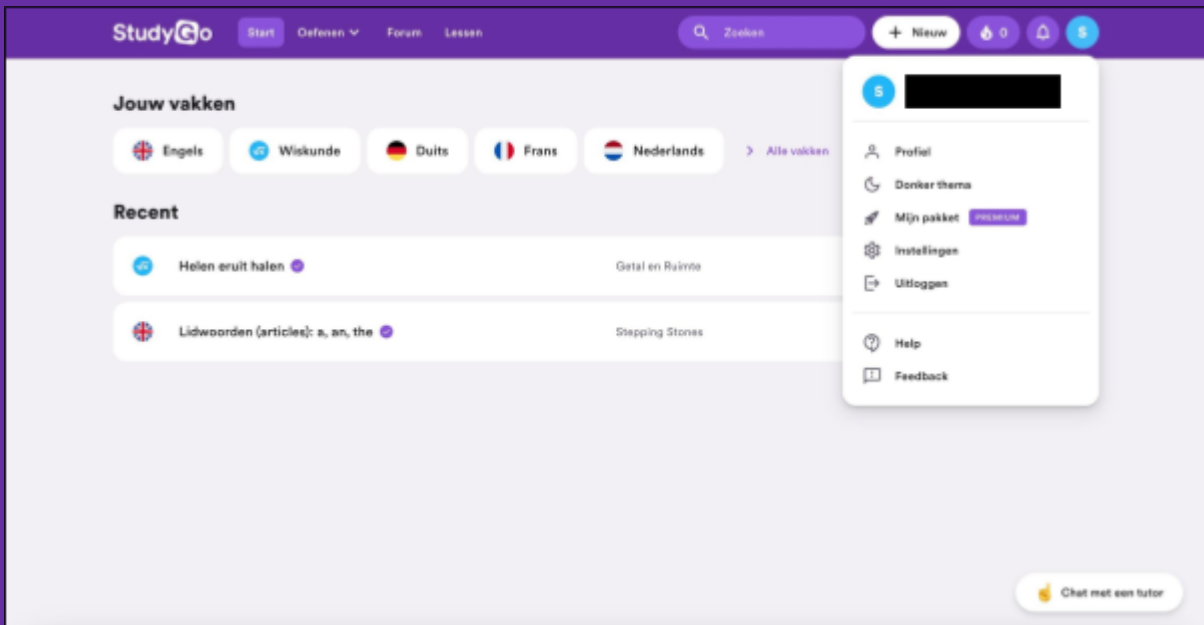 StudyGo Start Oefenen Forum Lessen Zoeken + Nieuw 0 S
S
Jouw vakken
Engels Wiskunde Duits Frans Nederlands > Alle vakken
Recent
Helen eruit halen Getal en Ruimte
Lidwoorden (articles): a, an, the Stepping Stones
Profiel
Donker thema
Mijn pakket PREMIUM
Instellingen
Uitloggen
Help
Feedback
Chat met een tutor